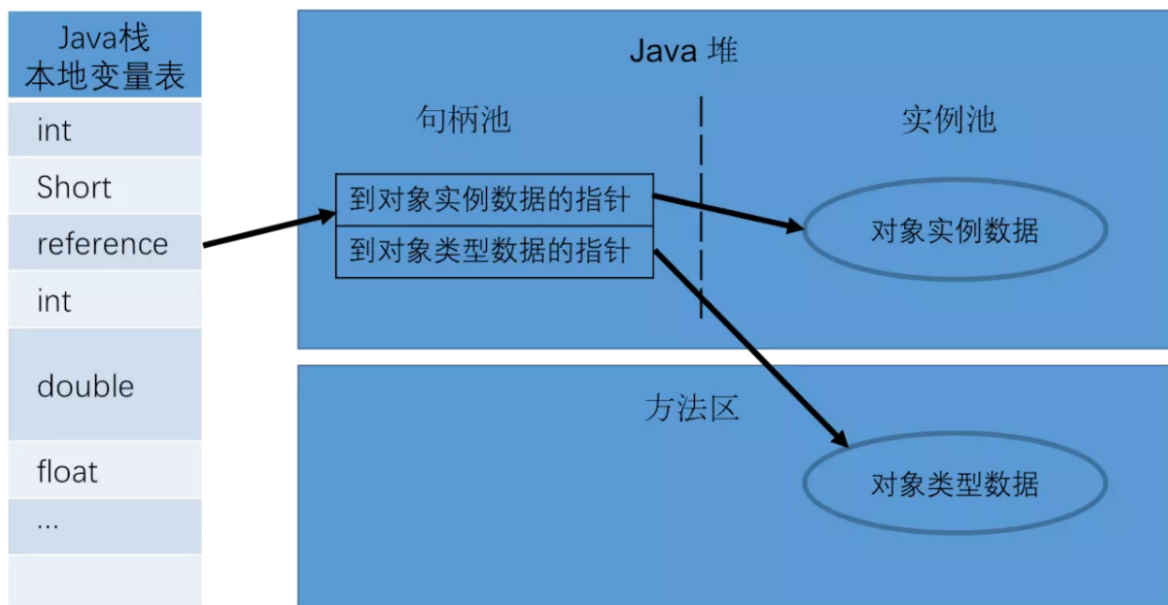 Java栈
本地变量表
int
Short
reference
int
double
float
...
Java 堆
句柄池
实例池
到对象实例数据的指针
到对象类型数据的指针
对象实例数据
方法区
对象类型数据